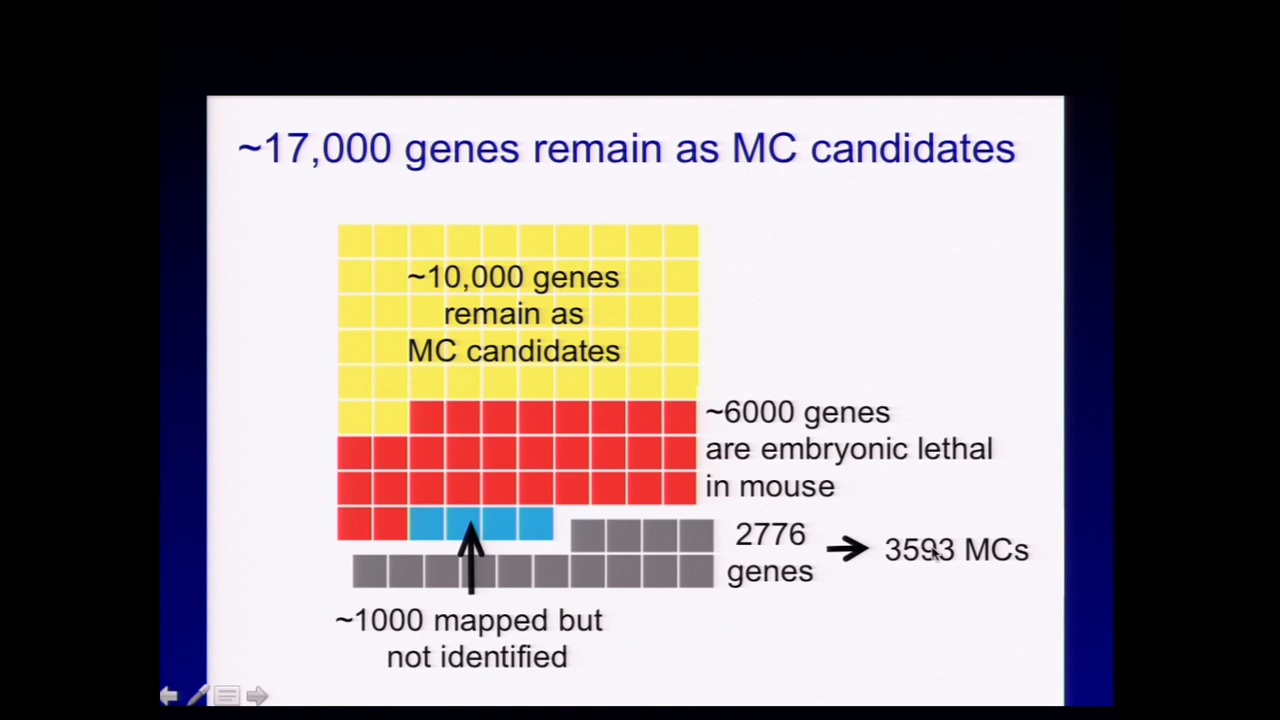 ~17,000 genes remain as MC candidates
~10,000 genes
remain as
MC candidates
~6000 genes
are embryonic lethal
in mouse
2776
genes
3593 MCs
~1000 mapped but
not identified